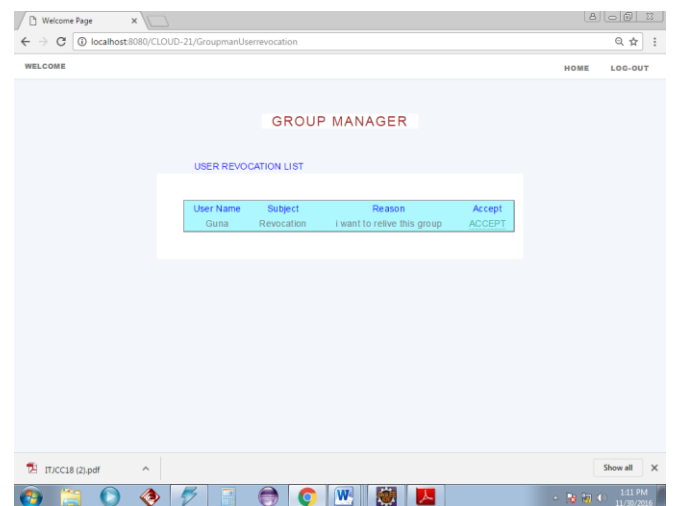 Welcome Page
localhost:8080/CLOUD-21/GroupmanUserrevocation
WELCOME HOME LOG-OUT
GROUP MANAGER
USER REVOCATION LIST
User Name Subject Reason Accept
Guna Revocation i want to relive this group ACCEPT
ITJCC18 (2).pdf Show all
1:11 PM
11/30/2016